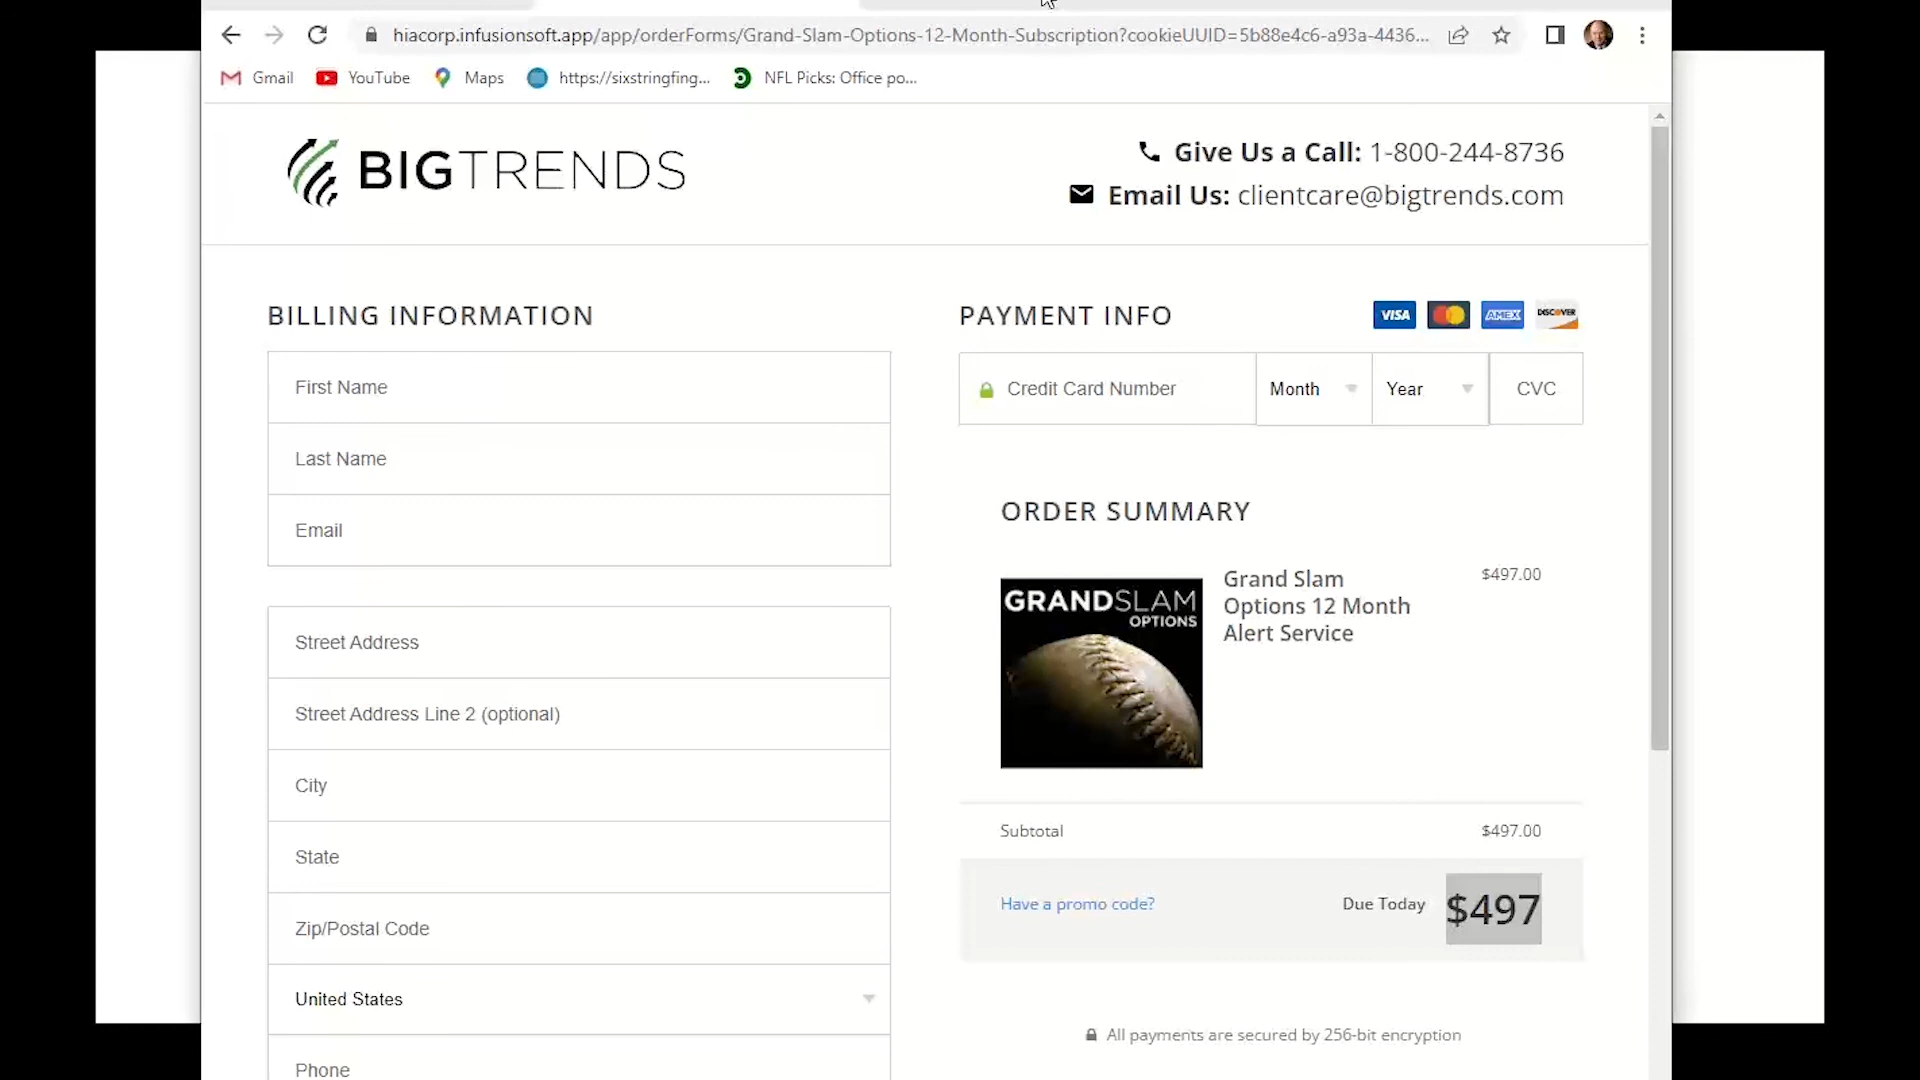 hiacorp.infusionsoft.app/app/orderForms/Grand-Slam-Options-12-Month-Subscription?cookieUUID=5b88e4c6-a93a-4436...
Gmail YouTube Maps https://sixstringfing... NFL Picks: Office po...
BIGTRENDS
Give Us a Call: 1-800-244-8736
Email Us: clientcare@bigtrends.com
BILLING INFORMATION
First Name
Last Name
Email
Street Address
Street Address Line 2 (optional)
City
State
Zip/Postal Code
United States
Phone
PAYMENT INFO
VISA AMEX DISCOVER
Credit Card Number Month Year CVC
ORDER SUMMARY
GRANDSLAM
OPTIONS
Grand Slam
Options 12 Month
Alert Service
$497.00
Subtotal $497.00
Have a promo code? Due Today $497
All payments are secured by 256-bit encryption